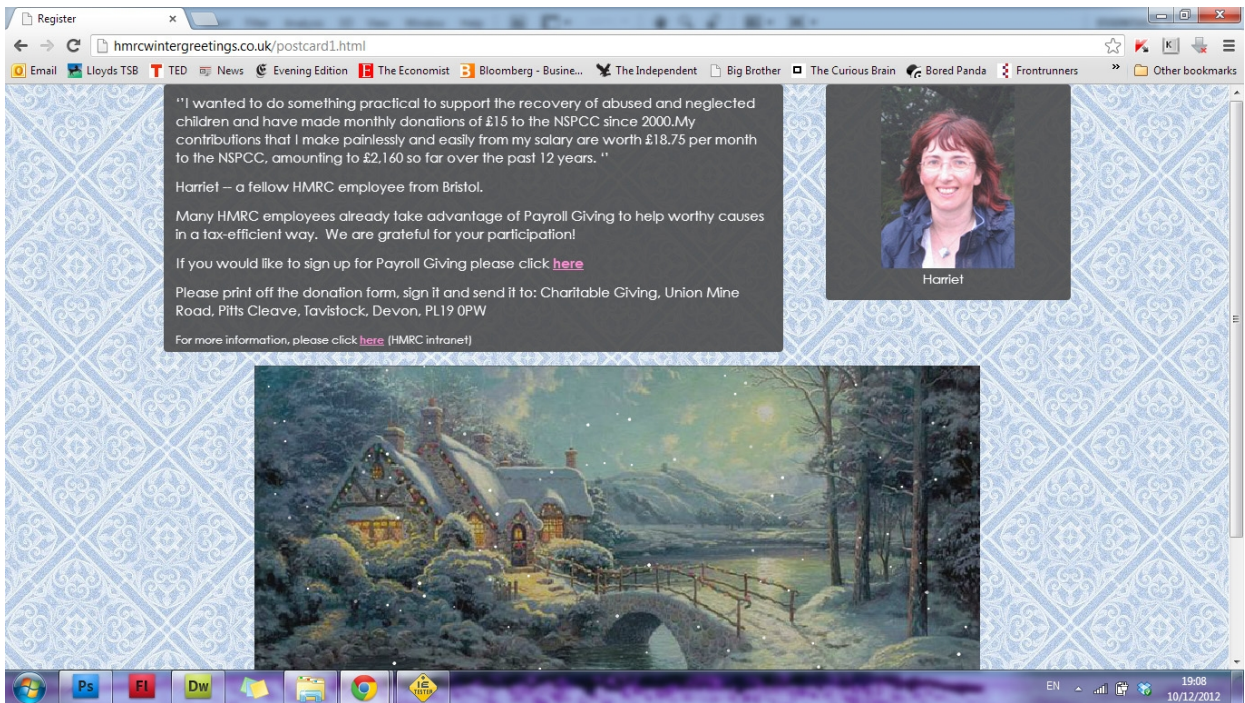 Register
hmrcwintergreetings.co.uk/postcard1.html
Email Lloyds TSB TED News Evening Edition The Economist Bloomberg - Busine... The Independent Big Brother The Curious Brain Bored Panda Frontrunners » Other bookmarks
‘’I wanted to do something practical to support the recovery of abused and neglected
children and have made monthly donations of £15 to the NSPCC since 2000.My
contributions that I make painlessly and easily from my salary are worth £18.75 per month
to the NSPCC, amounting to £2,160 so far over the past 12 years. ‘’
Harriet -- a fellow HMRC employee from Bristol.
Many HMRC employees already take advantage of Payroll Giving to help worthy causes
in a tax-efficient way. We are grateful for your participation!
If you would like to sign up for Payroll Giving please click here
Please print off the donation form, sign it and send it to: Charitable Giving, Union Mine
Road, Pitts Cleave, Tavistock, Devon, PL19 0PW
For more information, please click here (HMRC intranet)
Harriet
Ps Fl Dw IE TESTER EN 19:08
10/12/2012